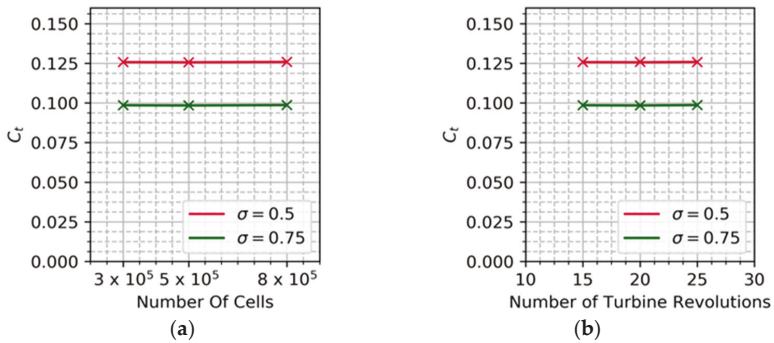 0.150
0.125
0.100
0.075
0.050
0.025
0.000
C_t
σ = 0.5
σ = 0.75
3 x 10^5 5 x 10^5 8 x 10^5
Number Of Cells
(a)
0.150
0.125
0.100
0.075
0.050
0.025
0.000
C_t
σ = 0.5
σ = 0.75
10 15 20 25 30
Number of Turbine Revolutions
(b)